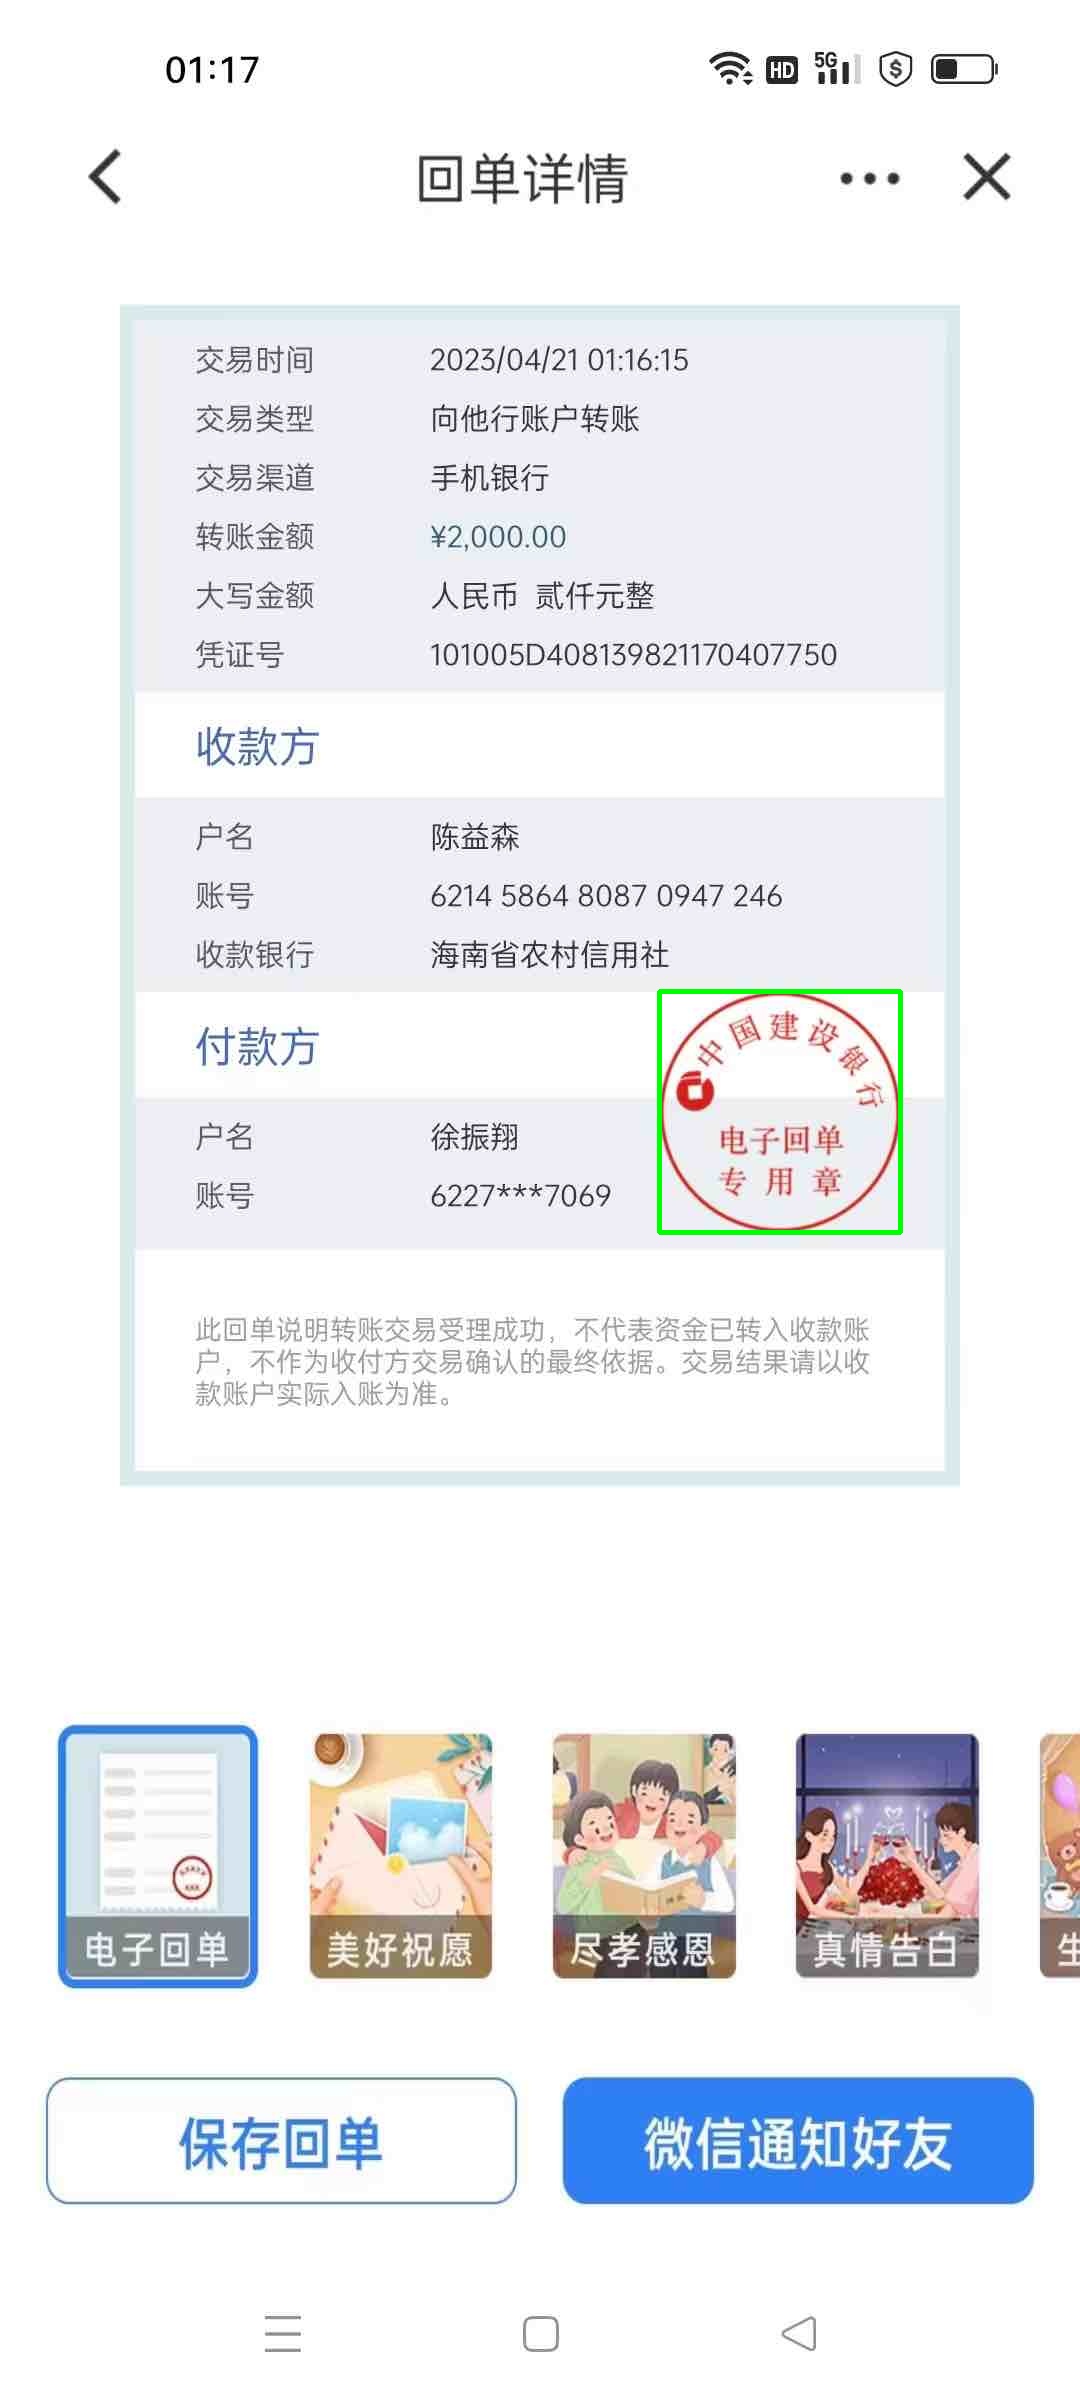 01:17
HD 5G
回单详情
交易时间 2023/04/21 01:16:15
交易类型 向他行账户转账
交易渠道 手机银行
转账金额 ¥2,000.00
大写金额 人民币 贰仟元整
凭证号 101005D408139821170407750
收款方
户名 陈益森
账号 6214 5864 8087 0947 246
收款银行 海南省农村信用社
付款方
中国建设银行
电子回单
专用章
户名 徐振翔
账号 6227***7069
此回单说明转账交易受理成功，不代表资金已转入收款账
户，不作为收付方交易确认的最终依据。交易结果请以收
款账户实际入账为准。
电子回单 美好祝愿 尽孝感恩 真情告白 生
保存回单 微信通知好友